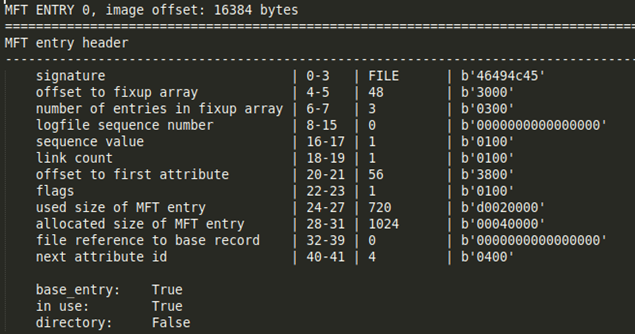 MFT ENTRY 0, image offset: 16384 bytes
================================================================================
MFT entry header
--------------------------------------------------------------------------------
signature | 0-3 | FILE | b'46494c45'
offset to fixup array | 4-5 | 48 | b'3000'
number of entries in fixup array | 6-7 | 3 | b'0300'
logfile sequence number | 8-15 | 0 | b'0000000000000000'
sequence value | 16-17 | 1 | b'0100'
link count | 18-19 | 1 | b'0100'
offset to first attribute | 20-21 | 56 | b'3800'
flags | 22-23 | 1 | b'0100'
used size of MFT entry | 24-27 | 720 | b'd0020000'
allocated size of MFT entry | 28-31 | 1024 | b'00040000'
file reference to base record | 32-39 | 0 | b'0000000000000000'
next attribute id | 40-41 | 4 | b'0400'
base_entry: True
in use: True
directory: False